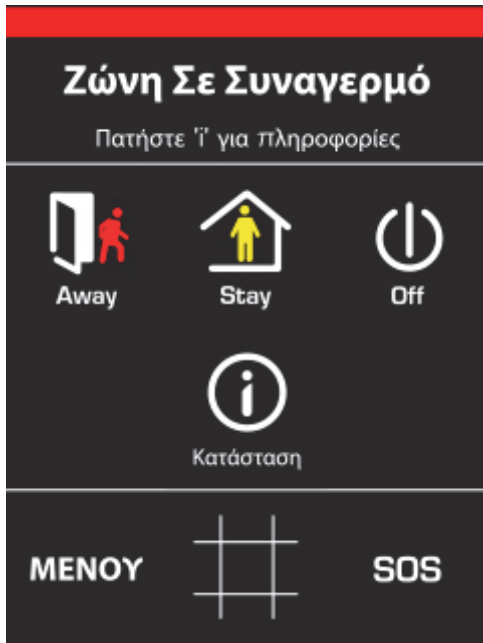 Ζώνη Σε Συναγερμό
Πατήστε 'i' για πληροφορίες
Away Stay Off
i
Κατάσταση
ΜΕΝΟΥ SOS